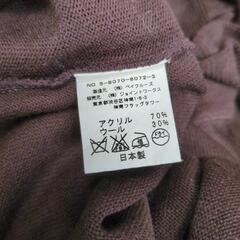 NO S-8070-8072-3
製造元 (株) ベイクルーズ
販売元 (株) ジョイントワークス
東京都渋谷区神南1-6-3
神南フラッグタワー
アクリル 70%
ウール 30%
日本製